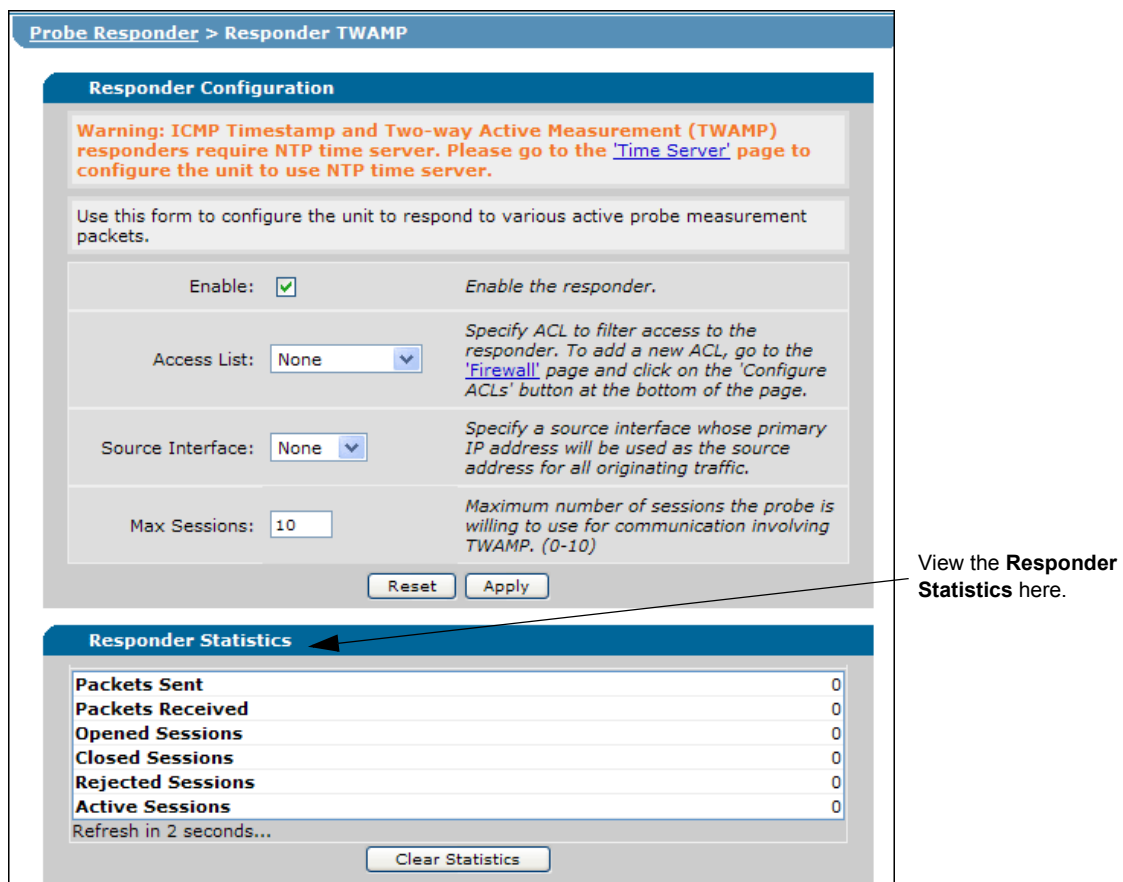 Probe Responder > Responder TWAMP
Responder Configuration
Warning: ICMP Timestamp and Two-way Active Measurement (TWAMP)
responders require NTP time server. Please go to the 'Time Server' page to
configure the unit to use NTP time server.
Use this form to configure the unit to respond to various active probe measurement
packets.
Enable:
Enable the responder.
Access List:
None
Specify ACL to filter access to the
responder. To add a new ACL, go to the
'Firewall' page and click on the 'Configure
ACLs' button at the bottom of the page.
Source Interface:
None
Specify a source interface whose primary
IP address will be used as the source
address for all originating traffic.
Max Sessions:
10
Maximum number of sessions the probe is
willing to use for communication involving
TWAMP. (0-10)
Reset
Apply
View the Responder
Statistics here.
Responder Statistics
Packets Sent 0
Packets Received 0
Opened Sessions 0
Closed Sessions 0
Rejected Sessions 0
Active Sessions 0
Refresh in 2 seconds...
Clear Statistics